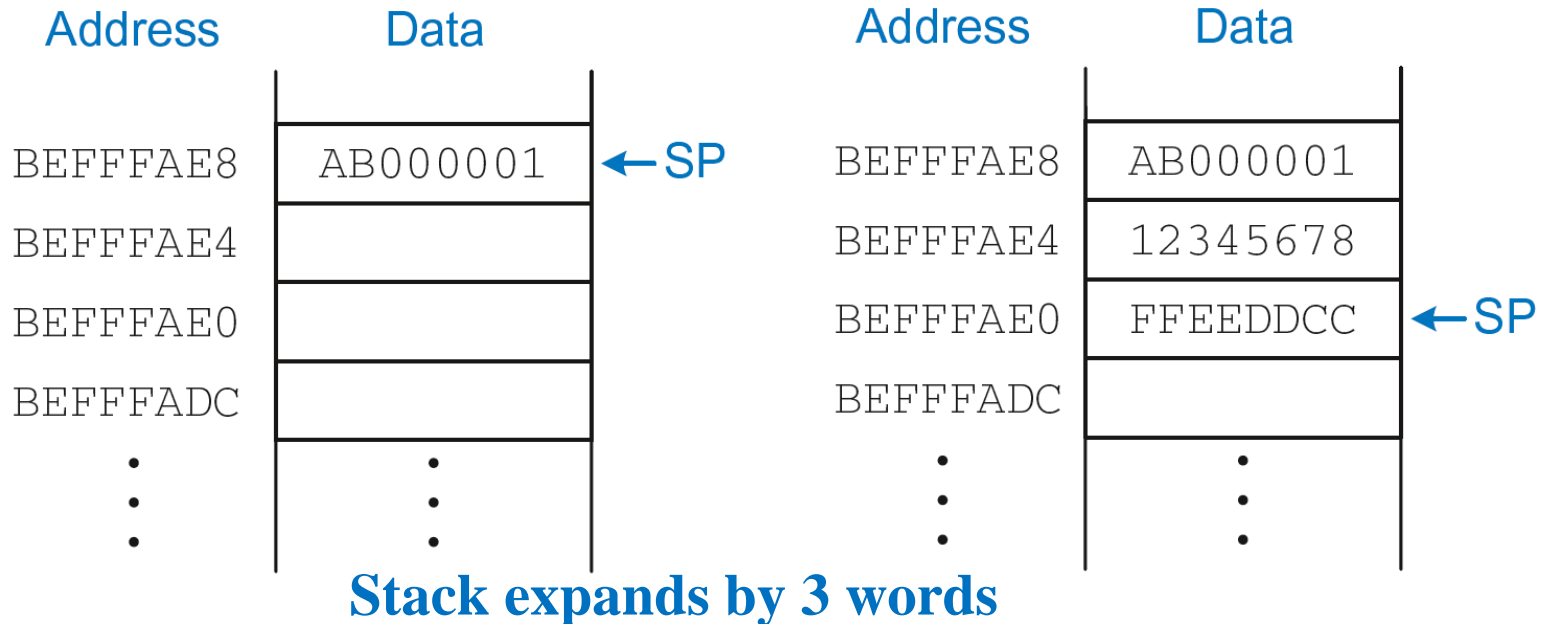 Address Data Address Data
BEFFFAE8 AB000001 ←SP BEFFFAE8 AB000001
BEFFFAE4 BEFFFAE4 12345678
BEFFFAE0 BEFFFAE0 FFEEDDCC ←SP
BEFFFADC BEFFFADC
Stack expands by 3 words